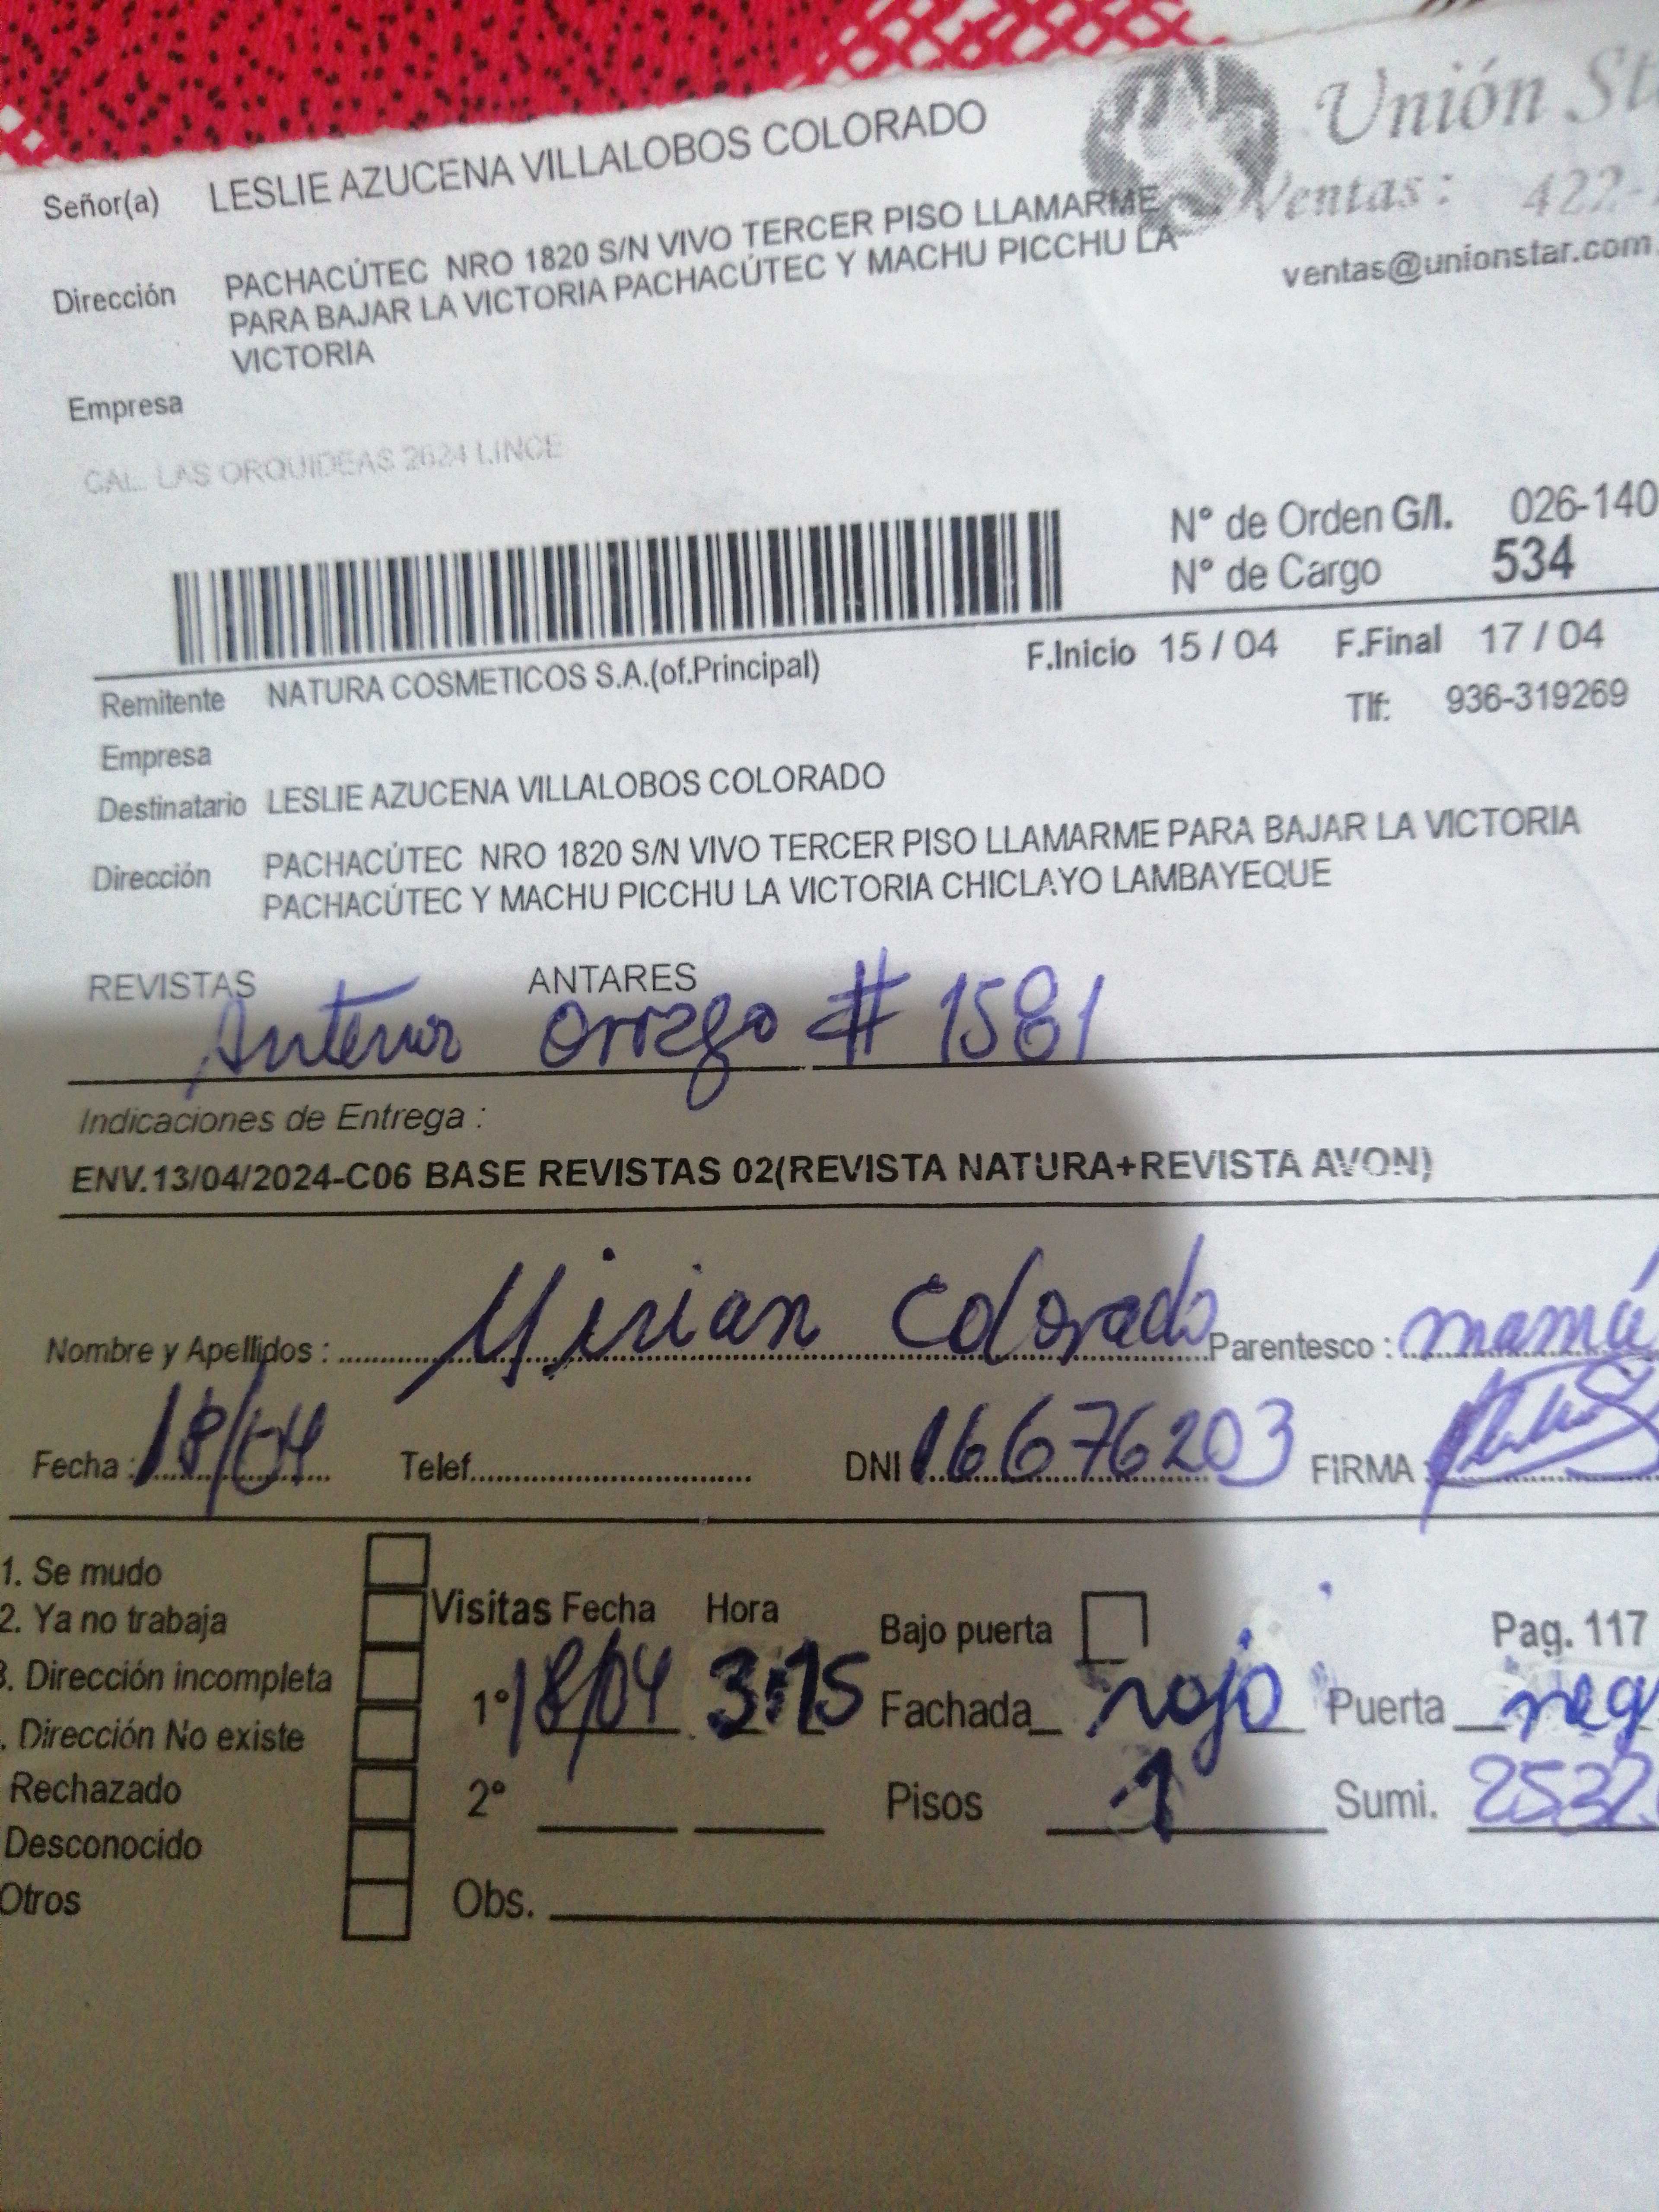 Señor(a) LESLIE AZUCENA VILLALOBOS COLORADO
Unión
Ventas : 422-
ventas@unionstar.com
Dirección PACHACÚTEC NRO 1820 S/N VIVO TERCER PISO LLAMARME
PARA BAJAR LA VICTORIA PACHACÚTEC Y MACHU PICCHU LA
VICTORIA
Empresa
CAL. LAS ORQUIDEAS 2624 LINCE
N° de Orden G/I. 026-140
N° de Cargo 534
F.Inicio 15 / 04 F.Final 17 / 04
Remitente NATURA COSMETICOS S.A.(of.Principal)
Tlf: 936-319269
Empresa
Destinatario LESLIE AZUCENA VILLALOBOS COLORADO
Dirección PACHACÚTEC NRO 1820 S/N VIVO TERCER PISO LLAMARME PARA BAJAR LA VICTORIA
PACHACÚTEC Y MACHU PICCHU LA VICTORIA CHICLAYO LAMBAYEQUE
REVISTAS ANTARES
Antenor Orrego # 1581
Indicaciones de Entrega :
ENV.13/04/2024-C06 BASE REVISTAS 02(REVISTA NATURA+REVISTA AVON)
Nombre y Apellidos : Mirian Colorado Parentesco : mamá
Fecha : 18/04 Telef. DNI 16676203 FIRMA
1. Se mudo
2. Ya no trabaja
. Dirección incompleta
. Dirección No existe
Rechazado
Desconocido
Otros
Visitas Fecha Hora
1° 18/04 3:15
2°
Obs.
Bajo puerta
Pag. 117
Fachada rojo Puerta neg
Pisos 1 Sumi. 2532